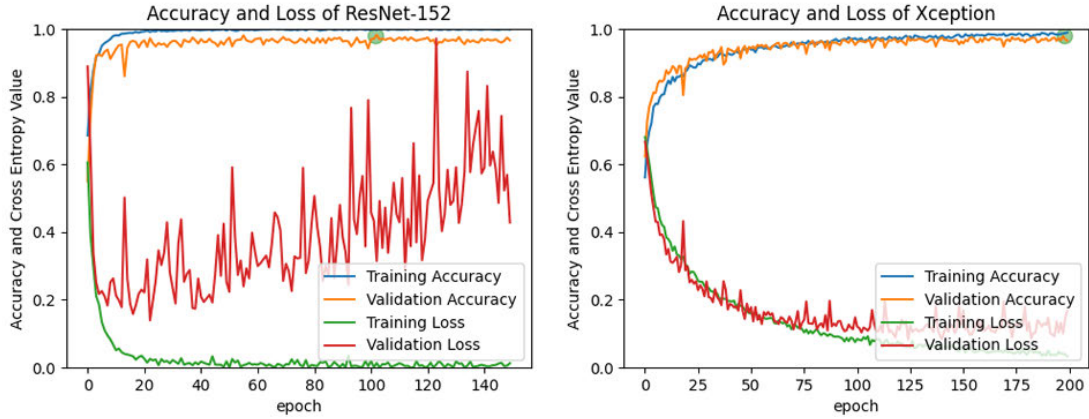 Accuracy and Loss of ResNet-152
Accuracy and Cross Entropy Value
1.0
0.8
0.6
0.4
0.2
0.0
0 20 40 60 80 100 120 140
epoch
Training Accuracy
Validation Accuracy
Training Loss
Validation Loss
Accuracy and Loss of Xception
Accuracy and Cross Entropy Value
1.0
0.8
0.6
0.4
0.2
0.0
0 25 50 75 100 125 150 175 200
epoch
Training Accuracy
Validation Accuracy
Training Loss
Validation Loss